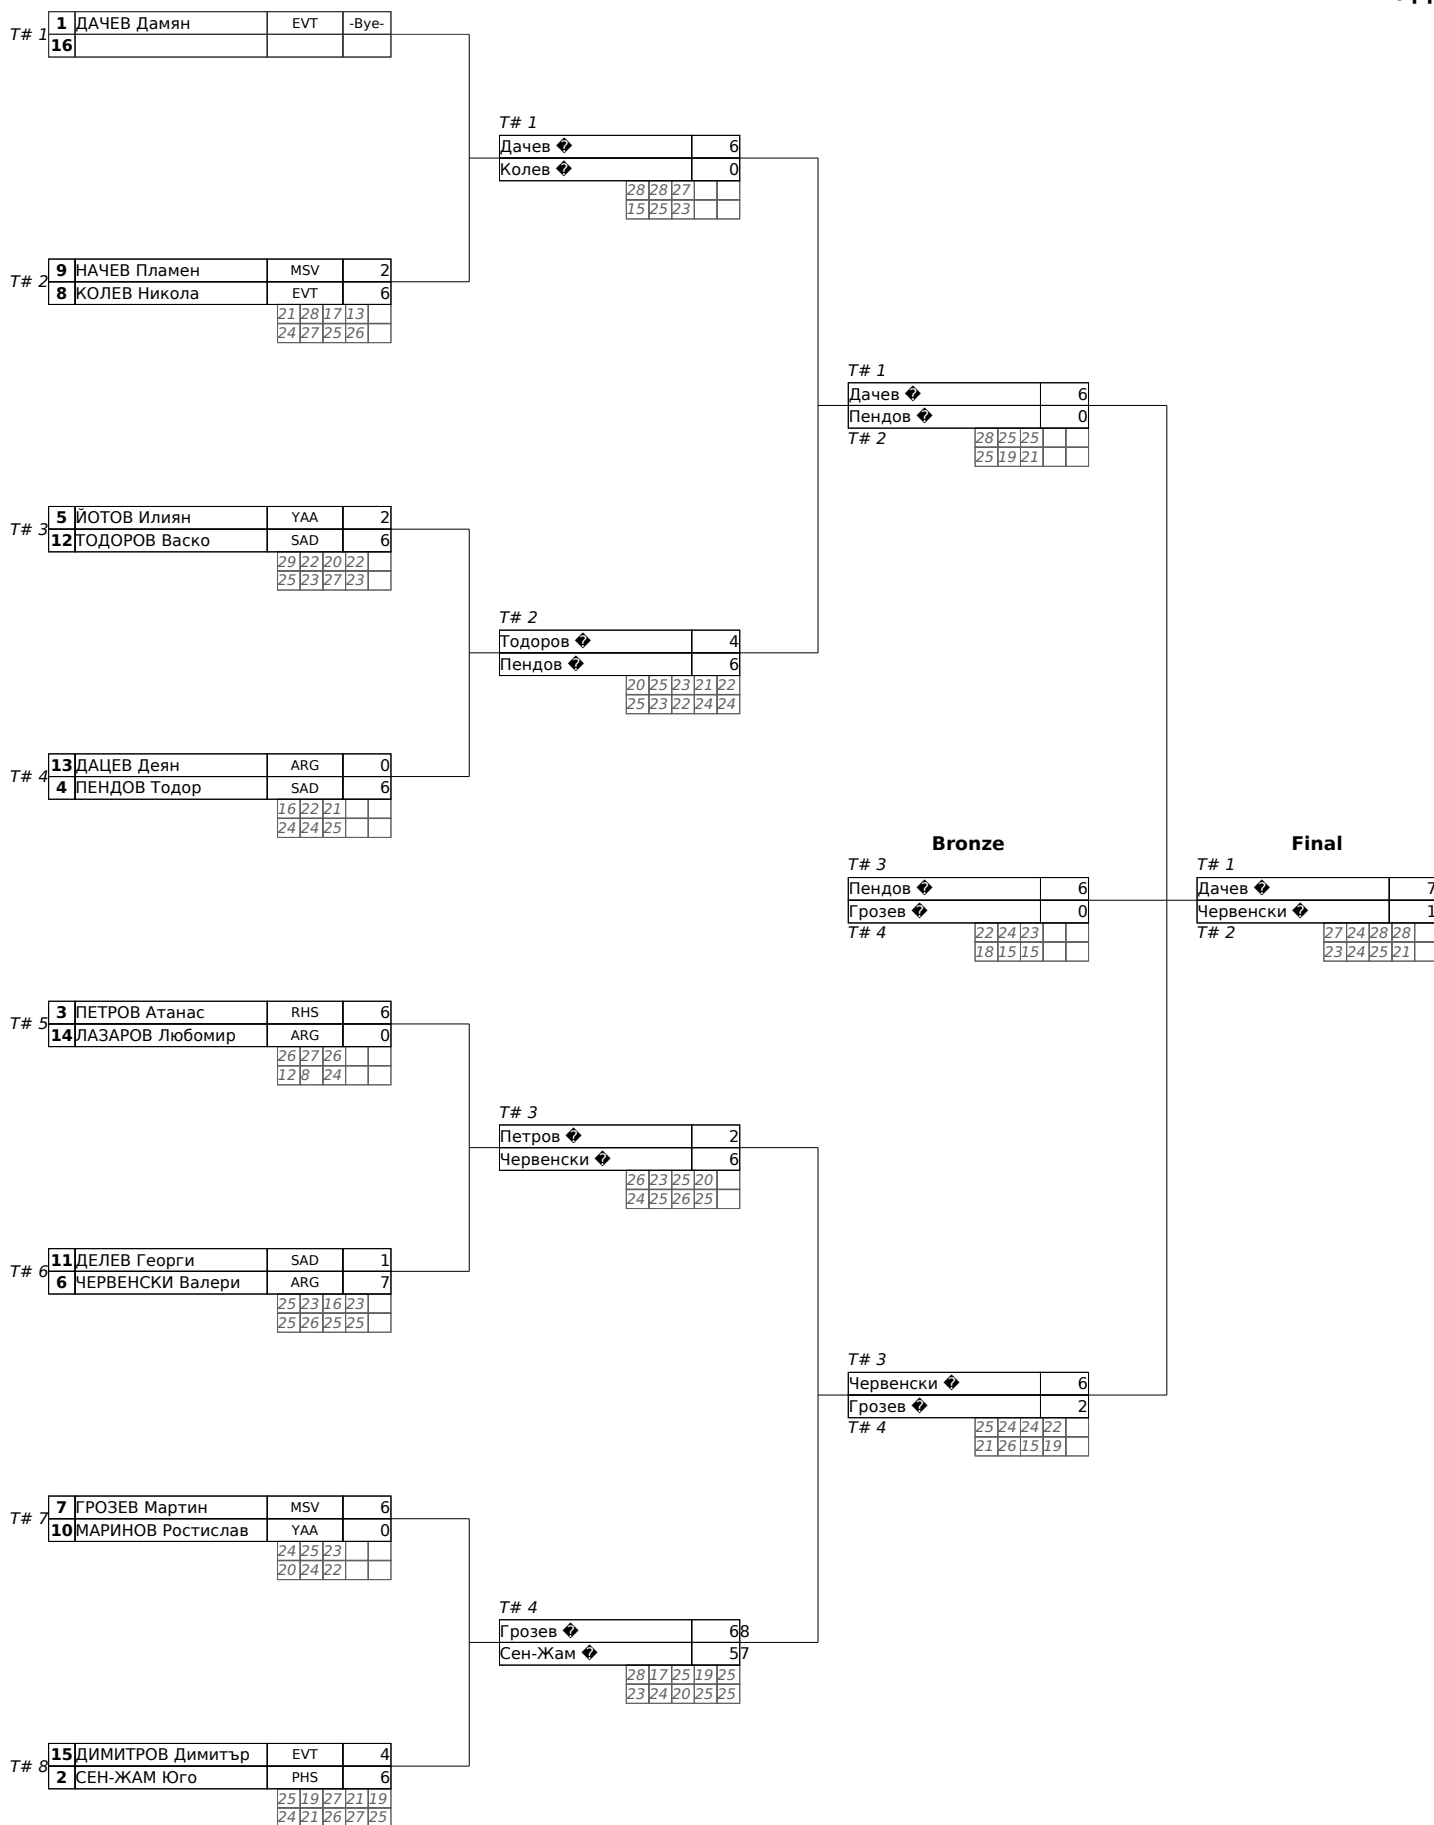 T# 1
1 ДАЧЕВ Дамян EVT -Bye-
16
T# 1
Дачев � 6
Колев � 0
28 28 27
15 25 23
T# 2
9 НАЧЕВ Пламен MSV 2
8 КОЛЕВ Никола EVT 6
21 28 17 13
24 27 25 26
T# 1
Дачев � 6
Пендов � 0
T# 2
28 25 25
25 19 21
T# 3
5 ЙОТОВ Илиян YAA 2
12 ТОДОРОВ Васко SAD 6
29 22 20 22
25 23 27 23
T# 2
Тодоров � 4
Пендов � 6
20 25 23 21 22
25 23 22 24 24
T# 4
13 ДАЦЕВ Деян ARG 0
4 ПЕНДОВ Тодор SAD 6
16 22 21
24 24 25
Bronze
T# 3
Пендов � 6
Грозев � 0
T# 4
22 24 23
18 15 15
Final
T# 1
Дачев � 7
Червенски � 1
T# 2
27 24 28 28
23 24 25 21
T# 5
3 ПЕТРОВ Атанас RHS 6
14 ЛАЗАРОВ Любомир ARG 0
26 27 26
12 8 24
T# 3
Петров � 2
Червенски � 6
26 23 25 20
24 25 26 25
T# 6
11 ДЕЛЕВ Георги SAD 1
6 ЧЕРВЕНСКИ Валери ARG 7
25 23 16 23
25 26 25 25
T# 3
Червенски � 6
Грозев � 2
T# 4
25 24 24 22
21 26 15 19
T# 7
7 ГРОЗЕВ Мартин MSV 6
10 МАРИНОВ Ростислав YAA 0
24 25 23
20 24 22
T# 4
Грозев � 6 8
Сен-Жам � 5 7
28 17 25 19 25
23 24 20 25 25
T# 8
15 ДИМИТРОВ Димитър EVT 4
2 СЕН-ЖАМ Юго PHS 6
25 19 27 21 19
24 21 26 27 25